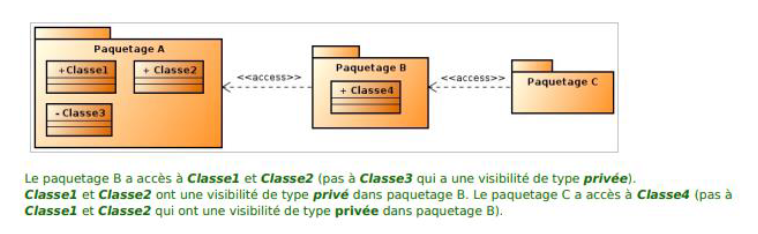 Paquetage A
+Classe1
+ Classe2
- Classe3
<<access>>
Paquetage B
+ Classe4
<<access>>
Paquetage C
Le paquetage B a accès à Classe1 et Classe2 (pas à Classe3 qui a une visibilité de type privée).
Classe1 et Classe2 ont une visibilité de type privé dans paquetage B. Le paquetage C a accès à Classe4 (pas à
Classe1 et Classe2 qui ont une visibilité de type privée dans paquetage B).